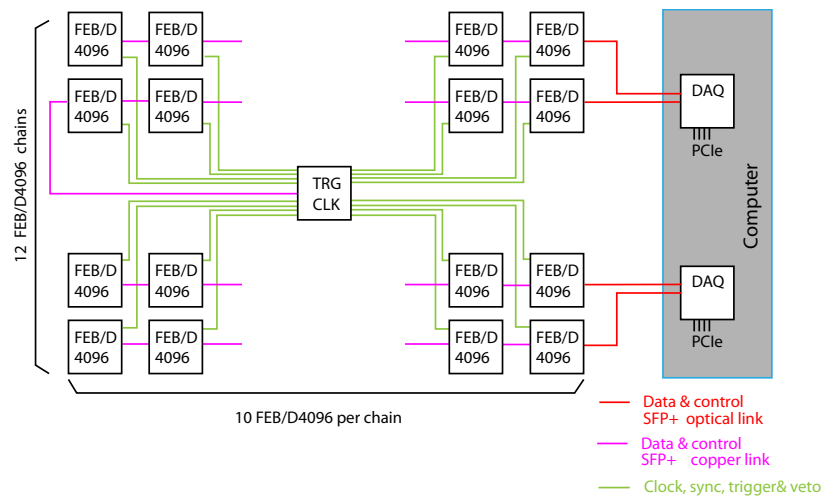 FEB/D
4096
FEB/D
4096
FEB/D
4096
FEB/D
4096
FEB/D
4096
FEB/D
4096
FEB/D
4096
FEB/D
4096
DAQ
PCIe
TRG
CLK
12 FEB/D4096 chains
Computer
FEB/D
4096
FEB/D
4096
FEB/D
4096
FEB/D
4096
FEB/D
4096
FEB/D
4096
FEB/D
4096
FEB/D
4096
DAQ
PCIe
10 FEB/D4096 per chain
Data & control
SFP+ optical link
Data & control
SFP+ copper link
Clock, sync, trigger& veto